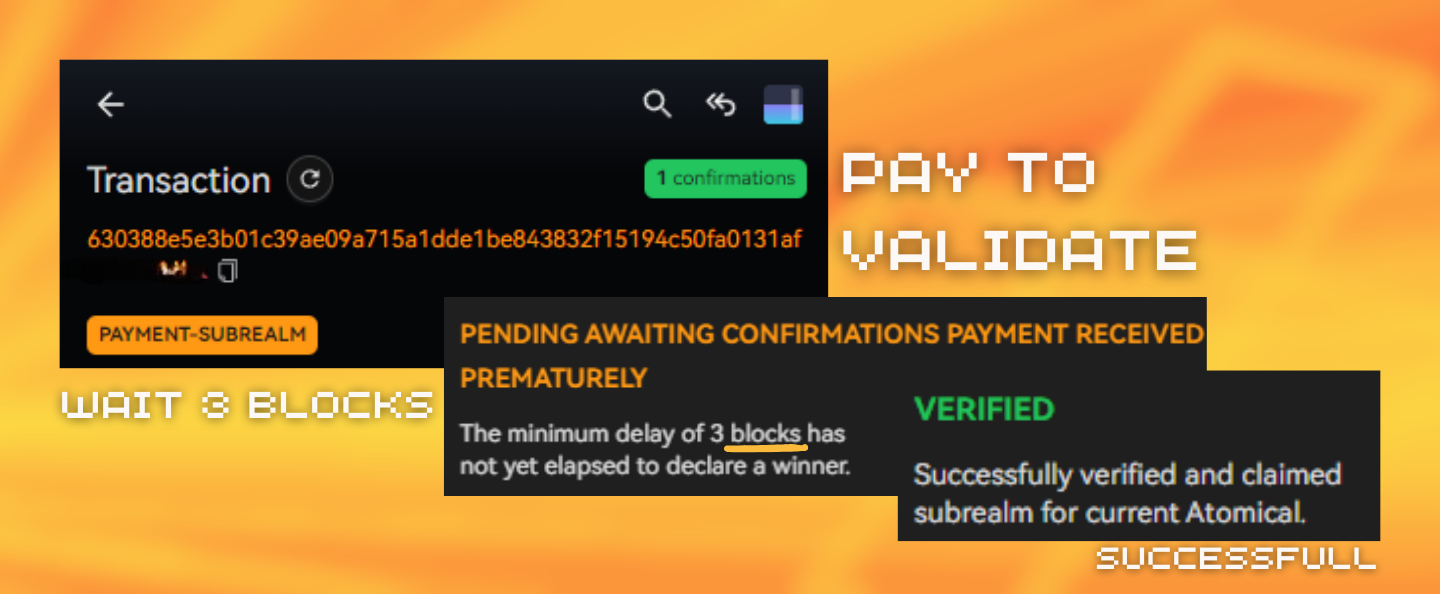 Transaction
1 confirmations
630388e5e3b01c39ae09a715a1dde1be843832f15194c50fa0131af
PAYMENT-SUBREALM
PAY TO
VALIDATE
WAIT 3 BLOCKS
PENDING AWAITING CONFIRMATIONS PAYMENT RECEIVED
PREMATURELY
The minimum delay of 3 blocks has
not yet elapsed to declare a winner.
VERIFIED
Successfully verified and claimed
subrealm for current Atomical.
SUCCESSFULL